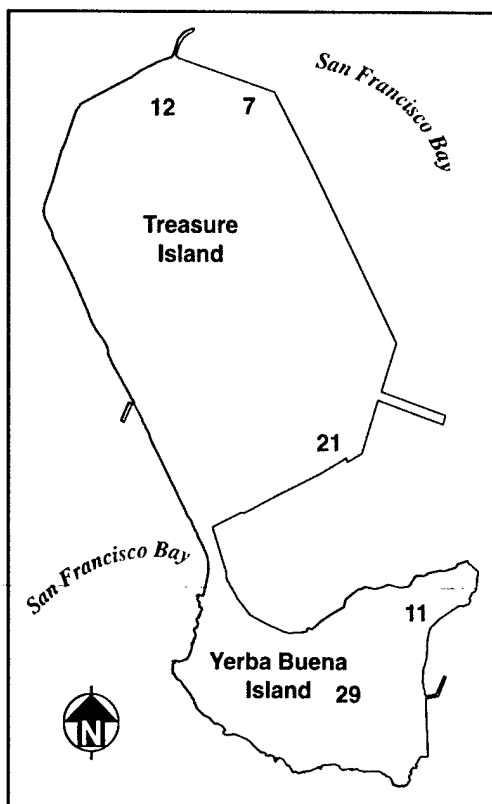 San Francisco Bay
12
7
Treasure
Island
21
San Francisco Bay
11
Yerba Buena
Island
29
N